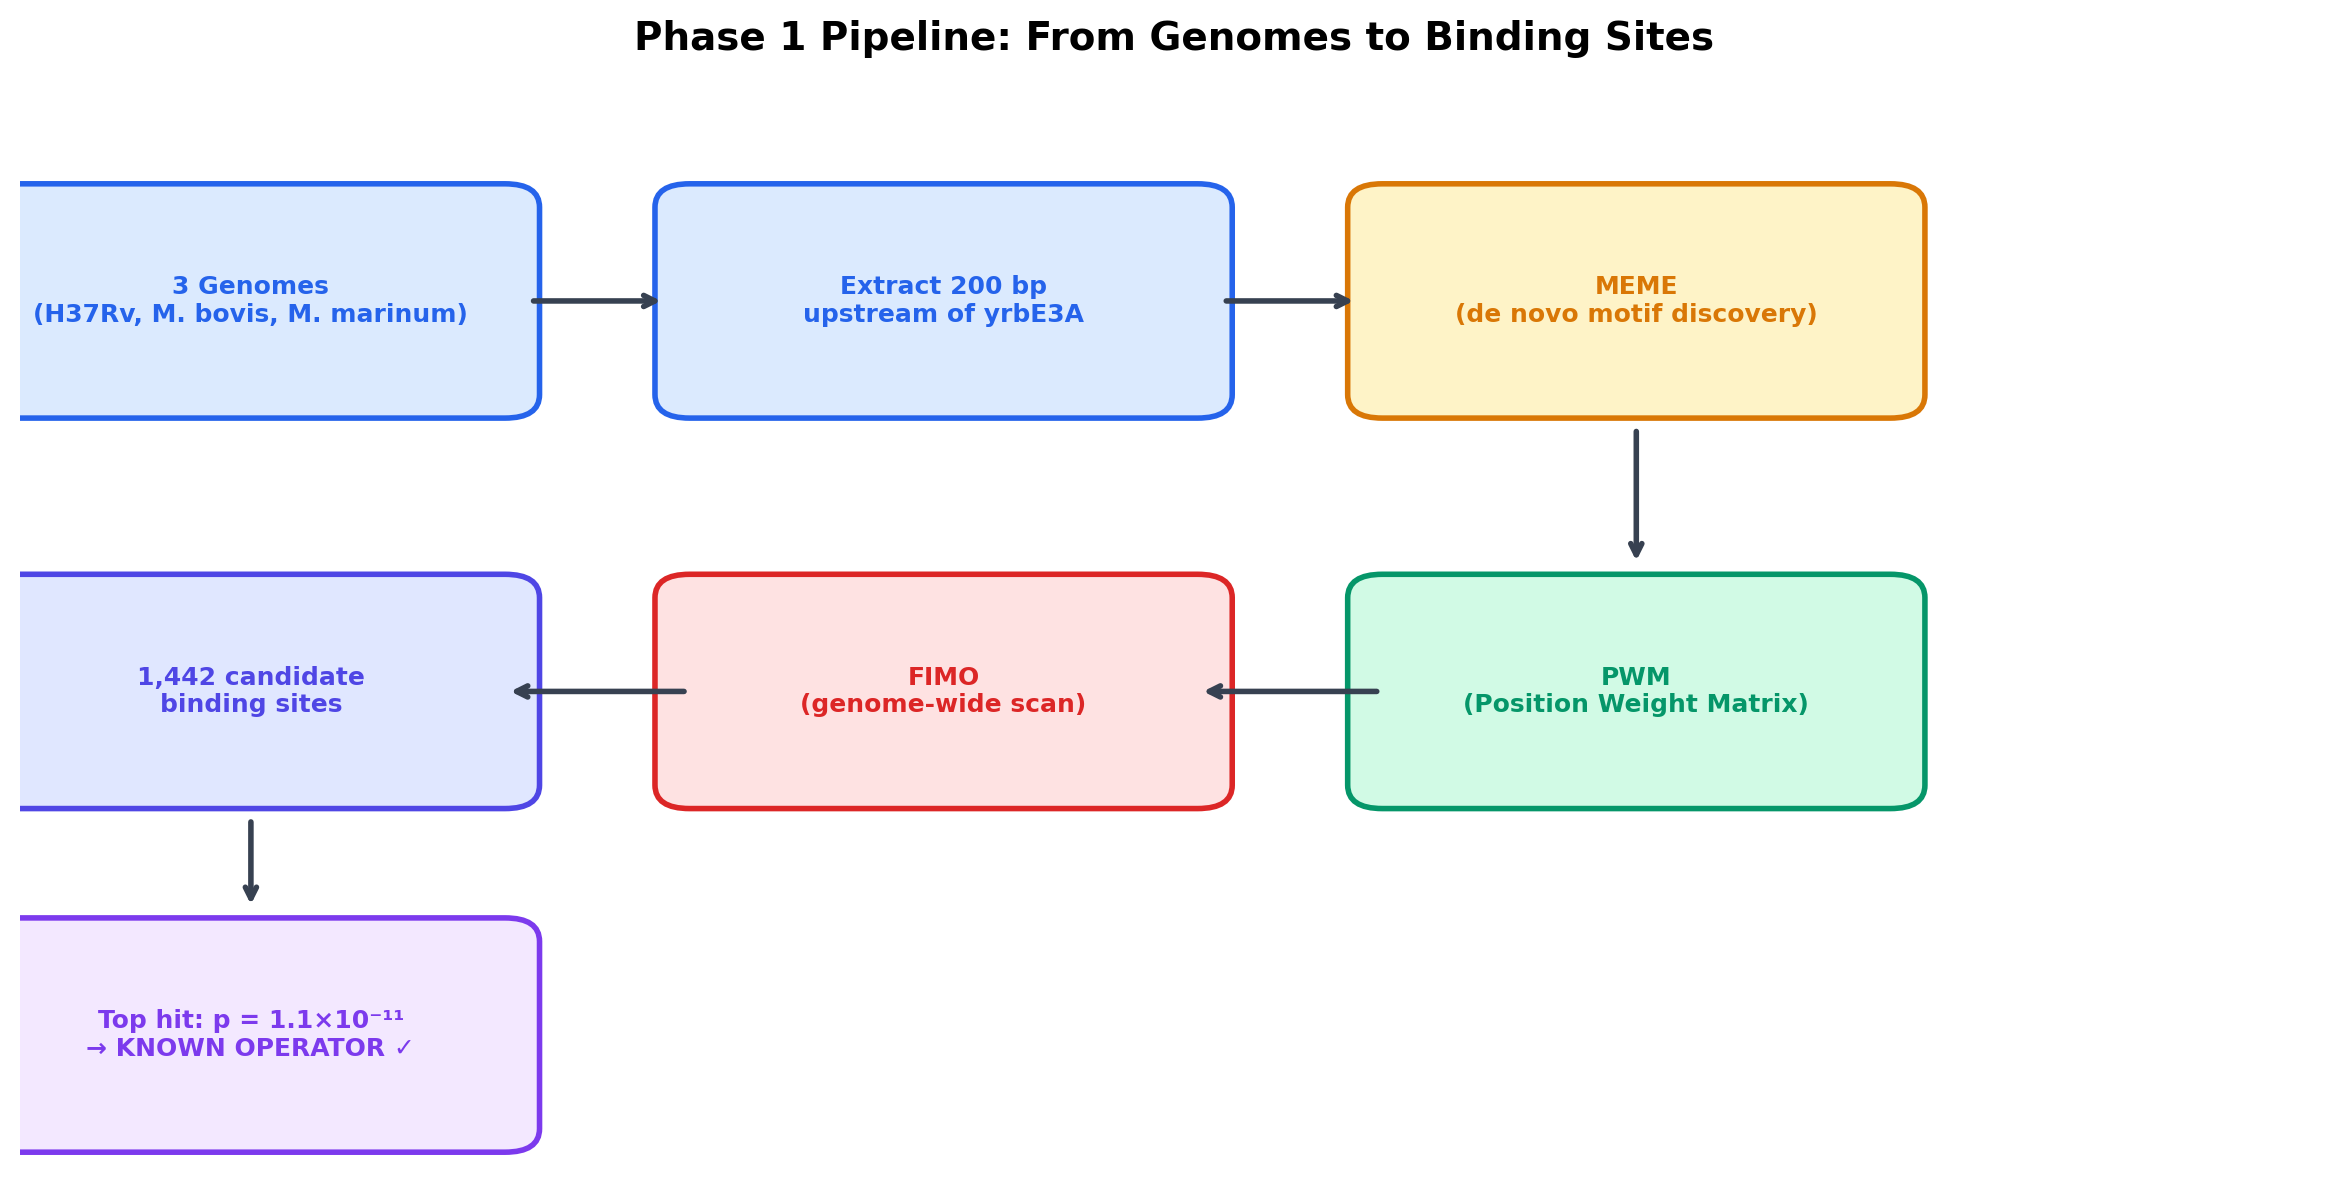 Phase 1 Pipeline: From Genomes to Binding Sites
3 Genomes
(H37Rv, M. bovis, M. marinum)
Extract 200 bp
upstream of yrbE3A
MEME
(de novo motif discovery)
1,442 candidate
binding sites
FIMO
(genome-wide scan)
PWM
(Position Weight Matrix)
Top hit: p = 1.1×10⁻¹¹
→ KNOWN OPERATOR ✓